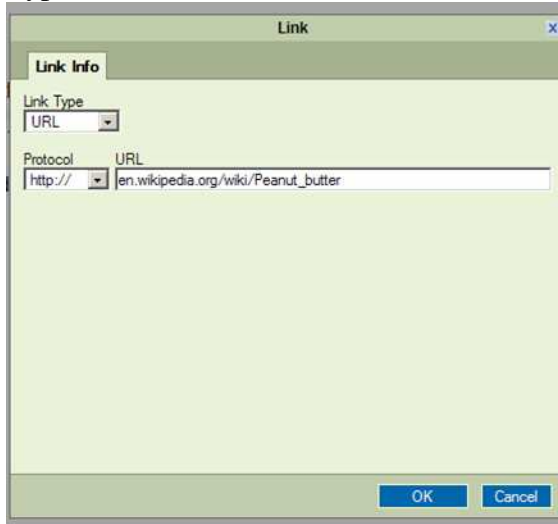 Link x
Link Info
Link Type
URL
Protocol URL
http:// en.wikipedia.org/wiki/Peanut_butter
OK Cancel